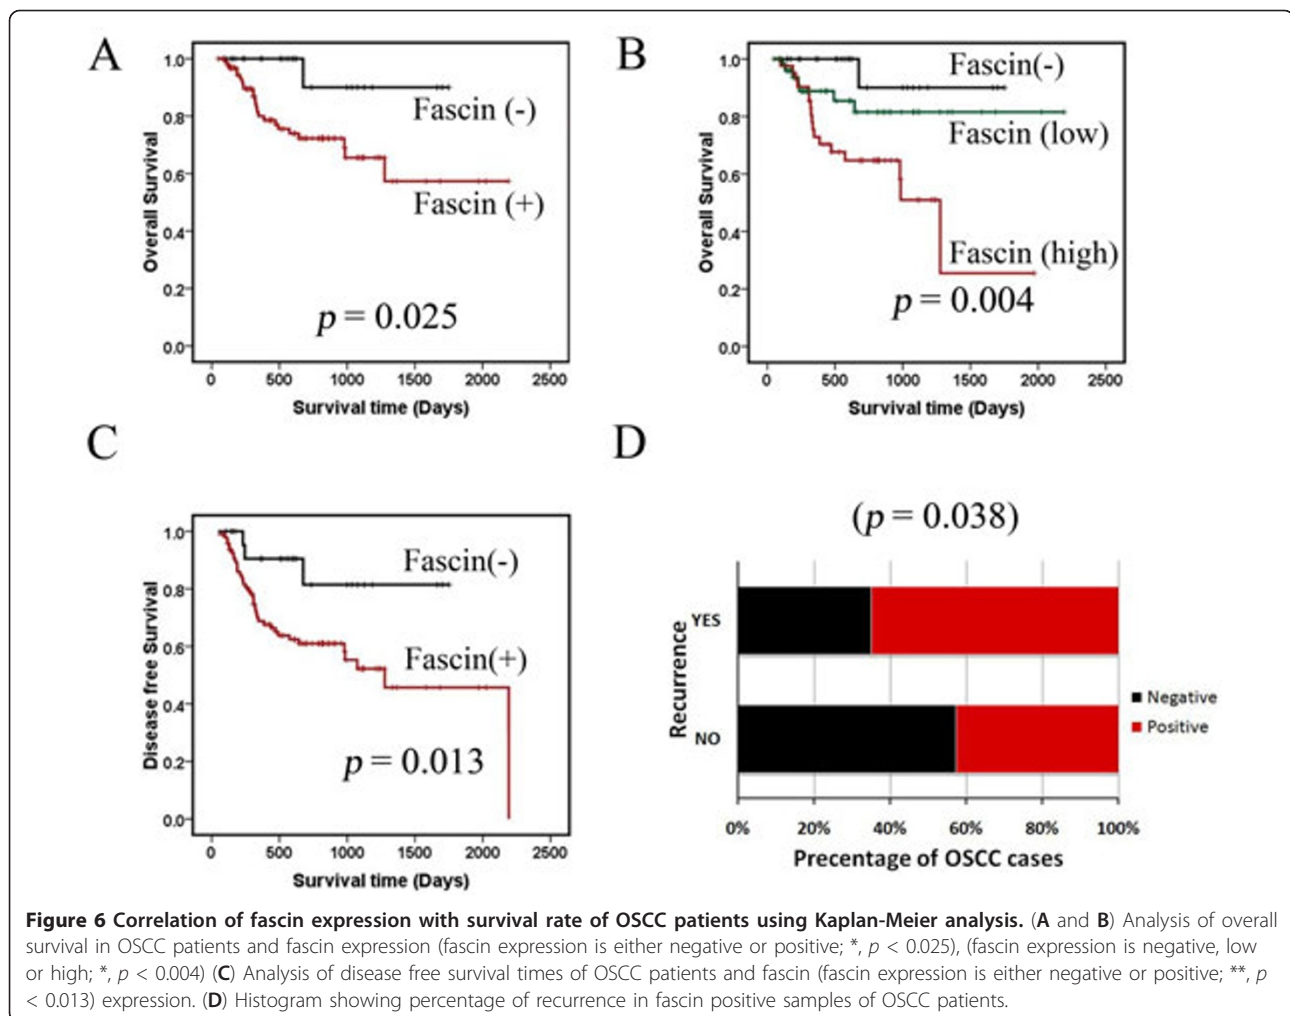 A
1.0
0.8
0.6
0.4
0.2
0.0
Overall Survival
Fascin (-)
Fascin (+)
p = 0.025
0 500 1000 1500 2000 2500
Survival time (Days)
B
1.0
0.8
0.6
0.4
0.2
0.0
Overall Survival
Fascin(-)
Fascin (low)
Fascin (high)
p = 0.004
0 500 1000 1500 2000 2500
Survival time (Days)
C
1.0
0.8
0.6
0.4
0.2
0.0
Disease free Survival
Fascin(-)
Fascin(+)
p = 0.013
0 500 1000 1500 2000 2500
Survival time (Days)
D
(p = 0.038)
Recurrence
YES
NO
Negative
Positive
0% 20% 40% 60% 80% 100%
Precentage of OSCC cases
Figure 6 Correlation of fascin expression with survival rate of OSCC patients using Kaplan-Meier analysis. (A and B) Analysis of overall
survival in OSCC patients and fascin expression (fascin expression is either negative or positive; *, p < 0.025), (fascin expression is negative, low
or high; *, p < 0.004) (C) Analysis of disease free survival times of OSCC patients and fascin (fascin expression is either negative or positive; **, p
< 0.013) expression. (D) Histogram showing percentage of recurrence in fascin positive samples of OSCC patients.